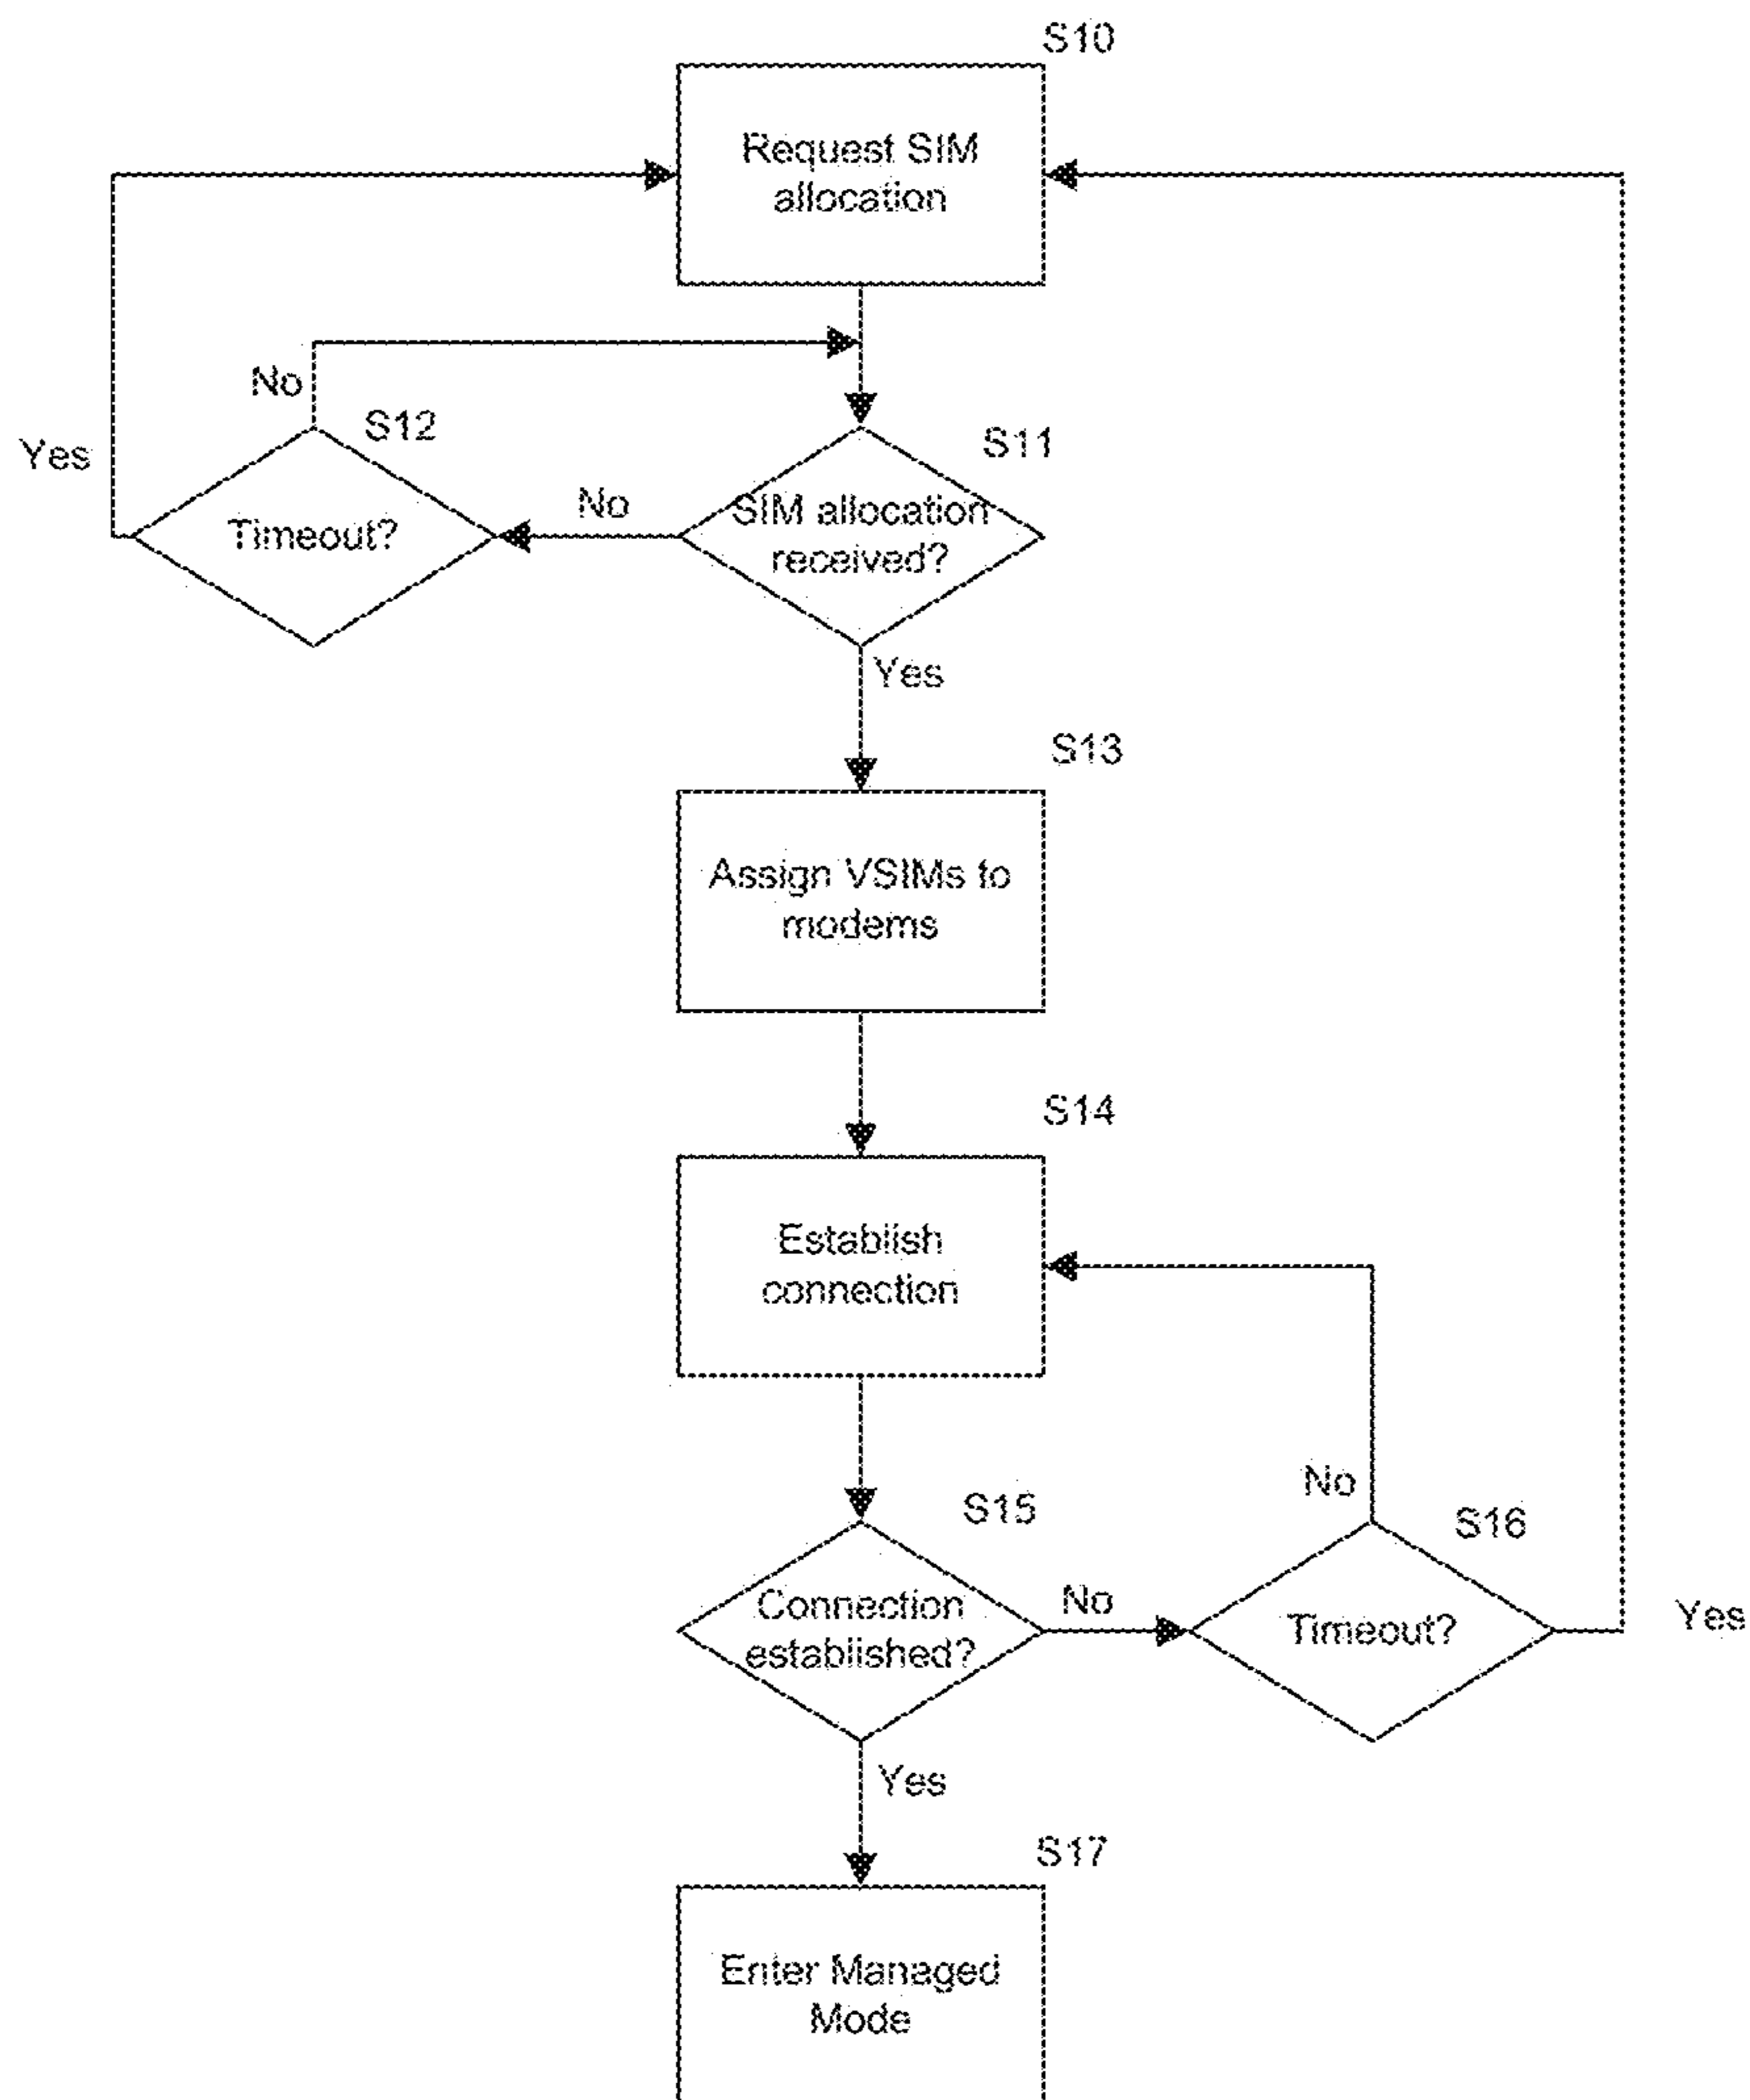 S10
Request SIM
allocation
No
S12
Yes
S11
No
SIM allocation
received?
Timeout?
Yes
S13
Assign VSIMs to
modems
S14
Establish
connection
No
S15
S16
Connection
established?
No
Timeout?
Yes
Yes
S17
Enter Managed
Mode